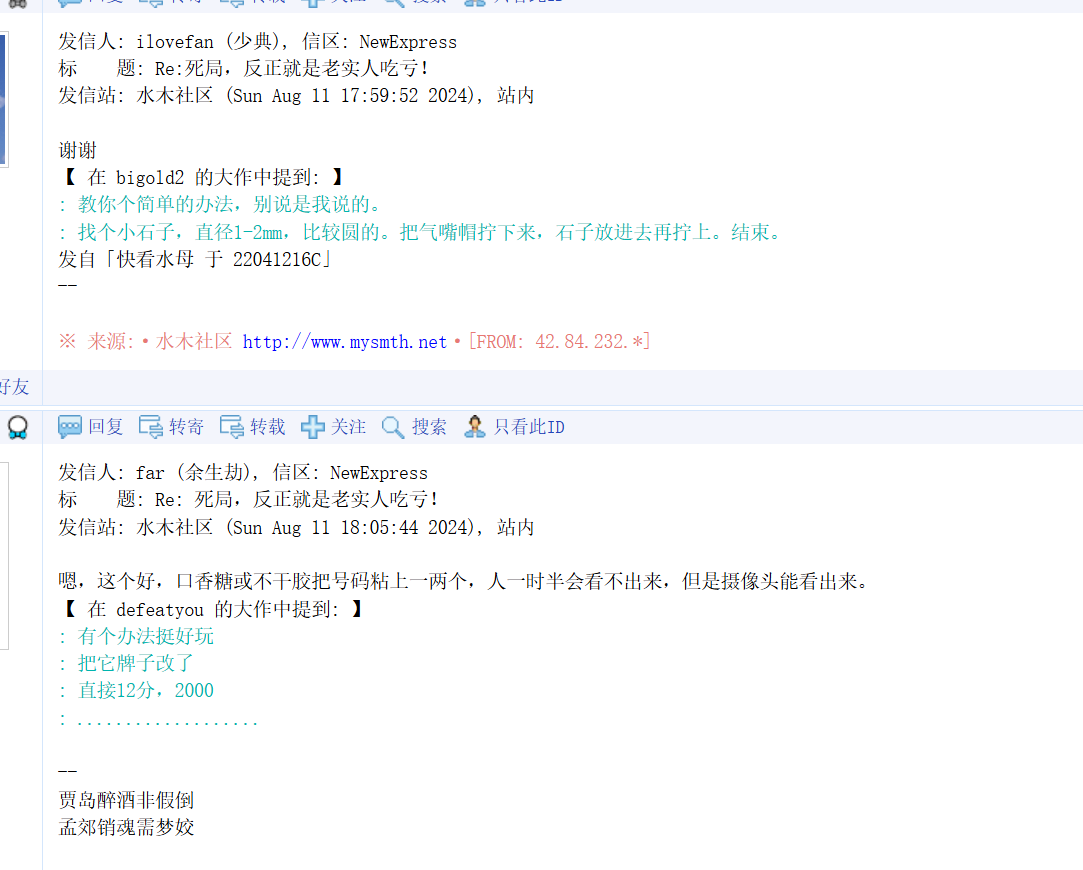 发信人: ilovefan (少典), 信区: NewExpress
标    题: Re:死局，反正就是老实人吃亏！
发信站: 水木社区 (Sun Aug 11 17:59:52 2024), 站内
谢谢
【 在 bigold2 的大作中提到: 】
: 教你个简单的办法，别说是我说的。
: 找个小石子，直径1-2mm，比较圆的。把气嘴帽拧下来，石子放进去再拧上。结束。
发自「快看水母 于 22041216C」
--
※ 来源:·水木社区 http://www.mysmth.net·[FROM: 42.84.232.*]
好友
回复 转寄 转载 关注 搜索 只看此ID
发信人: far (余生劫), 信区: NewExpress
标    题: Re: 死局，反正就是老实人吃亏！
发信站: 水木社区 (Sun Aug 11 18:05:44 2024), 站内
嗯，这个好，口香糖或不干胶把号码粘上一两个，人一时半会看不出来，但是摄像头能看出来。
【 在 defeatyou 的大作中提到: 】
: 有个办法挺好玩
: 把它牌子改了
: 直接12分，2000
: ...................
--
贾岛醉酒非假倒
孟郊销魂需梦姣